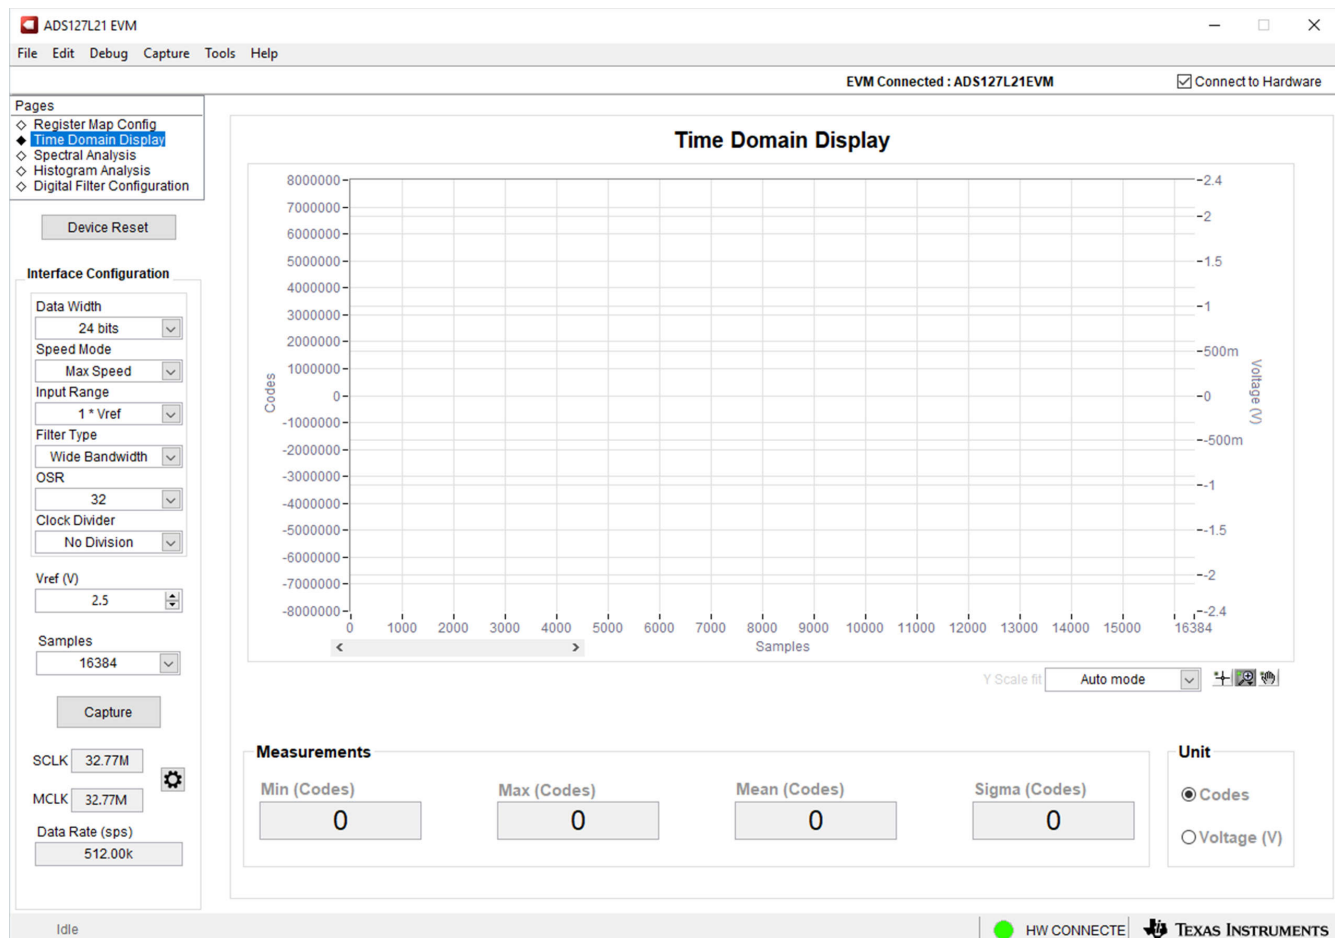 ADS127L21 EVM
File Edit Debug Capture Tools Help
EVM Connected : ADS127L21EVM
Connect to Hardware
Pages
Register Map Config
Time Domain Display
Spectral Analysis
Histogram Analysis
Digital Filter Configuration
Device Reset
Interface Configuration
Data Width
24 bits
Speed Mode
Max Speed
Input Range
1 * Vref
Filter Type
Wide Bandwidth
OSR
32
Clock Divider
No Division
Vref (V)
2.5
Samples
16384
Capture
SCLK 32.77M
MCLK 32.77M
Data Rate (sps)
512.00k
Time Domain Display
Codes
8000000
7000000
6000000
5000000
4000000
3000000
2000000
1000000
0
-1000000
-2000000
-3000000
-4000000
-5000000
-6000000
-7000000
-8000000
2.4
2
1.5
1
500m
0
-500m
-1
-1.5
-2
-2.4
Voltage (V)
0 1000 2000 3000 4000 5000 6000 7000 8000 9000 10000 11000 12000 13000 14000 15000 16384
Samples
Y Scale fit Auto mode
Measurements
Min (Codes) Max (Codes) Mean (Codes) Sigma (Codes)
0 0 0 0
Unit
Codes
Voltage (V)
Idle
HW CONNECTE
TEXAS INSTRUMENTS